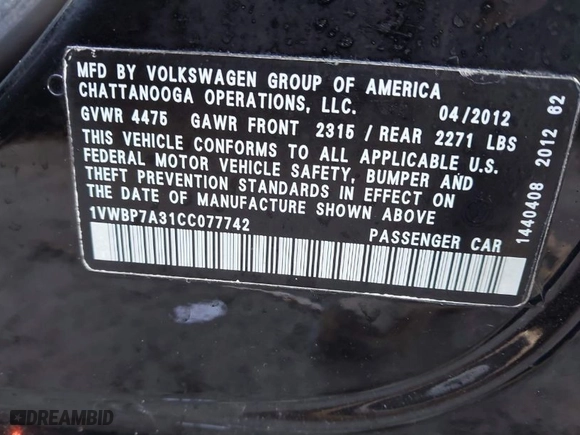 MFD BY VOLKSWAGEN GROUP OF AMERICA
CHATTANOOGA OPERATIONS, LLC. 04/2012
GVWR 4475 GAWR FRONT 2315 / REAR 2271 LBS
THIS VEHICLE CONFORMS TO ALL APPLICABLE U.S.
FEDERAL MOTOR VEHICLE SAFETY, BUMPER AND
THEFT PREVENTION STANDARDS IN EFFECT ON
THE DATE OF MANUFACTURE SHOWN ABOVE
1VWBP7A31CC077742 PASSENGER CAR
1440408 2012 62
DREAMBID